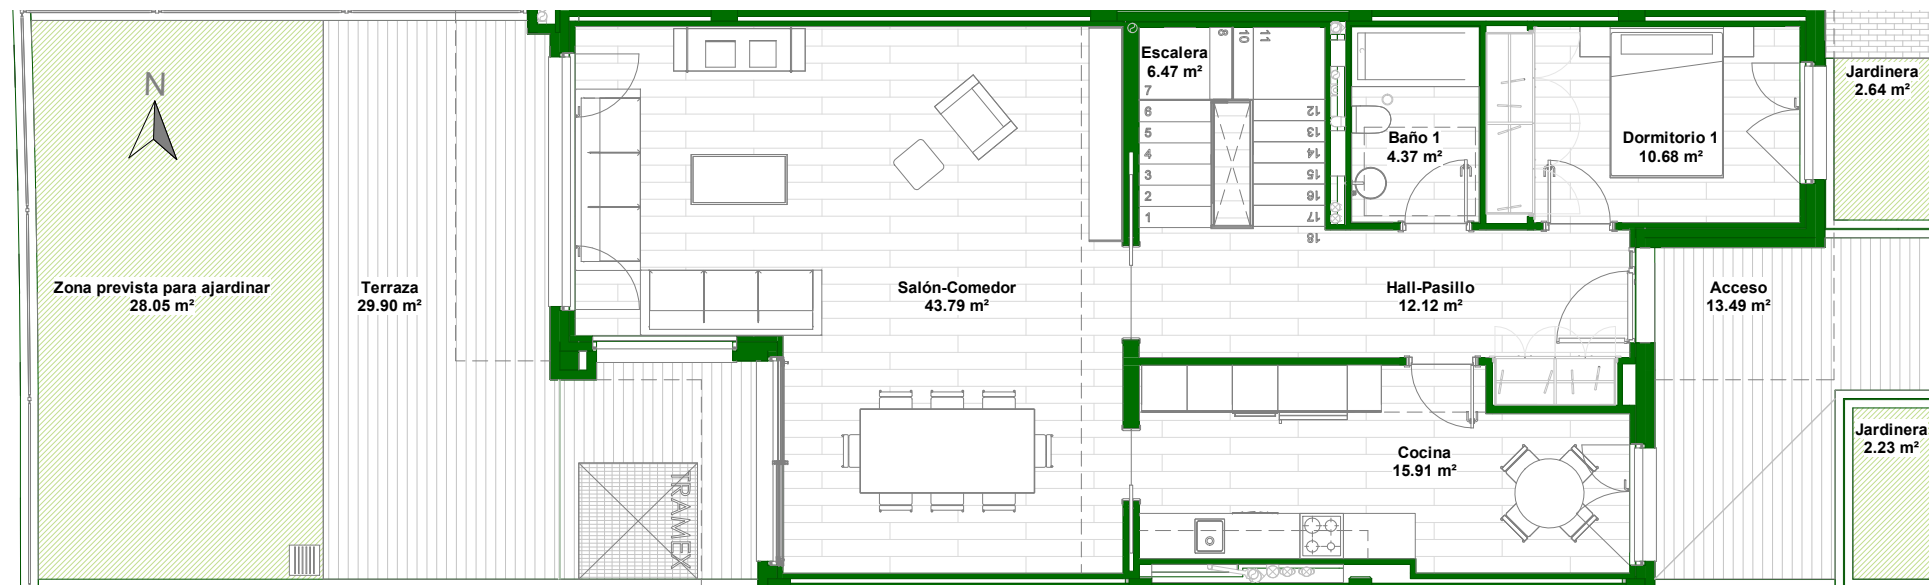 N
Zona prevista para ajardinar
28.05 m²
Terraza
29.90 m²
TRAMEX
Salón-Comedor
43.79 m²
Escalera
6.47 m²
8
10
11
7
6
5
4
3
2
1
12
13
14
15
16
17
18
Baño 1
4.37 m²
Dormitorio 1
10.68 m²
Jardinera
2.64 m²
Hall-Pasillo
12.12 m²
Acceso
13.49 m²
Cocina
15.91 m²
Jardinera
2.23 m²